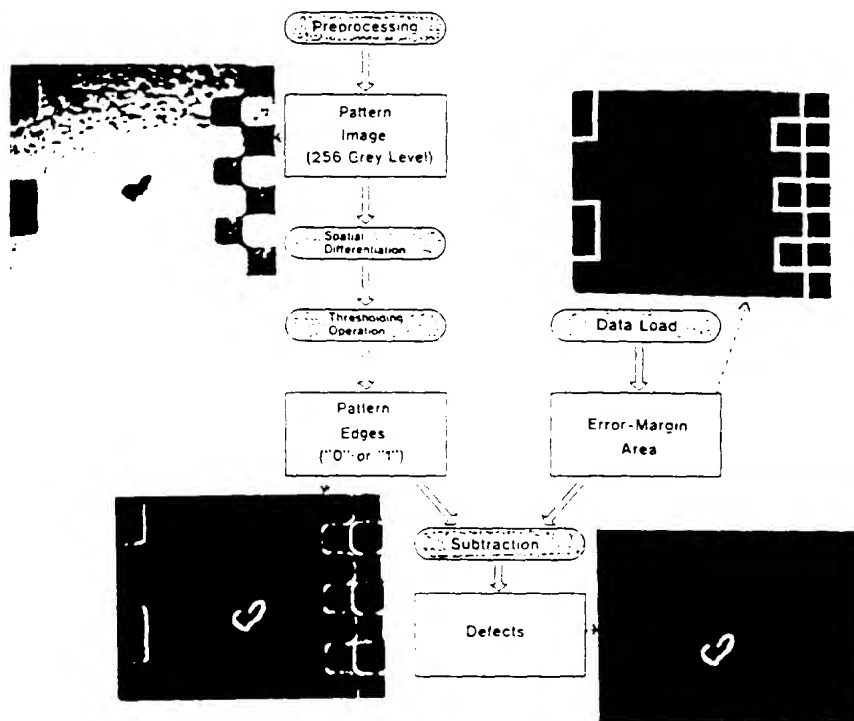 Preprocessing
Pattern
Image
(256 Grey Level)
Spatial
Differentiation
Thresholding
Operation
Data Load
Pattern
Edges
("0" or "1")
Error-Margin
Area
Subtraction
Defects